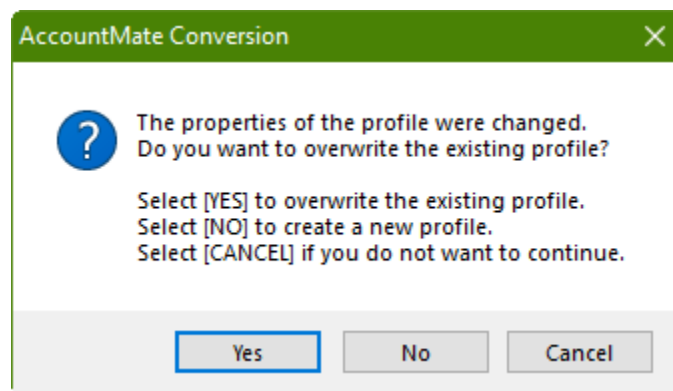 AccountMate Conversion
The properties of the profile were changed.
Do you want to overwrite the existing profile?
Select [YES] to overwrite the existing profile.
Select [NO] to create a new profile.
Select [CANCEL] if you do not want to continue.
Yes No Cancel